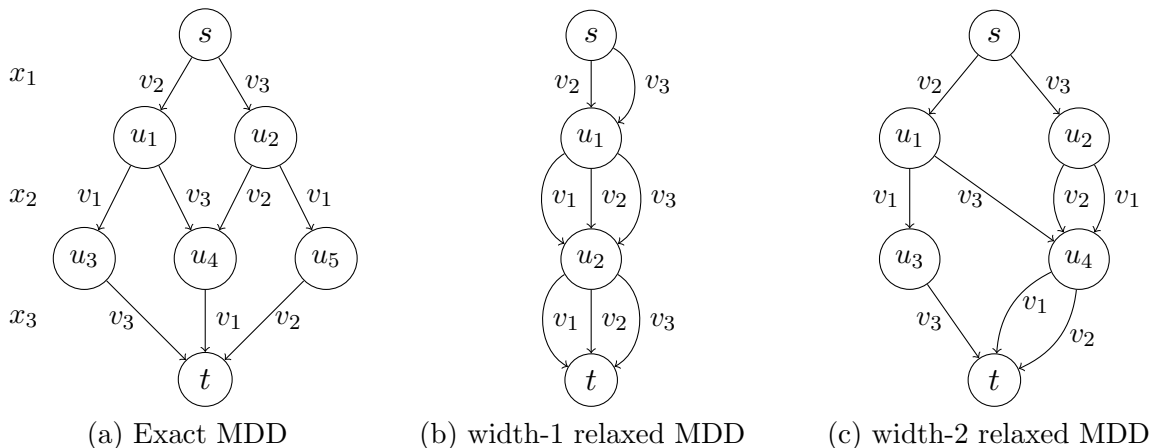 s s s
x₁ v₂ v₃ v₂ v₃ v₂ v₃
u₁ u₂ u₁ u₁ u₂
x₂ v₁ v₃ v₂ v₁ v₁ v₂ v₃ v₁ v₃ v₂ v₁
u₃ u₄ u₅ u₂ u₃ u₄
x₃ v₃ v₁ v₂ v₁ v₂ v₃ v₃ v₁ v₂
t t t
(a) Exact MDD (b) width-1 relaxed MDD (c) width-2 relaxed MDD